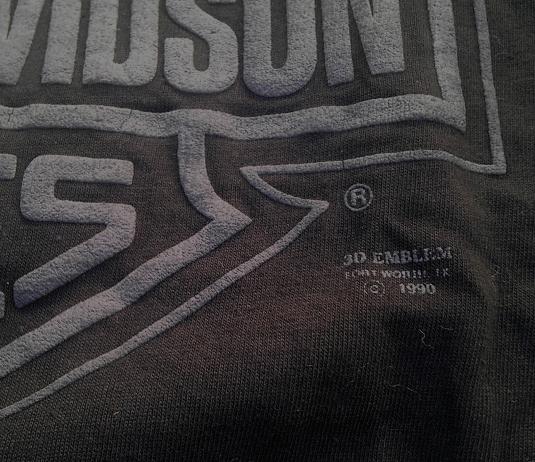 VIDSON
S
®
3D EMBLEM
FORT WORTH, TX
© 1990